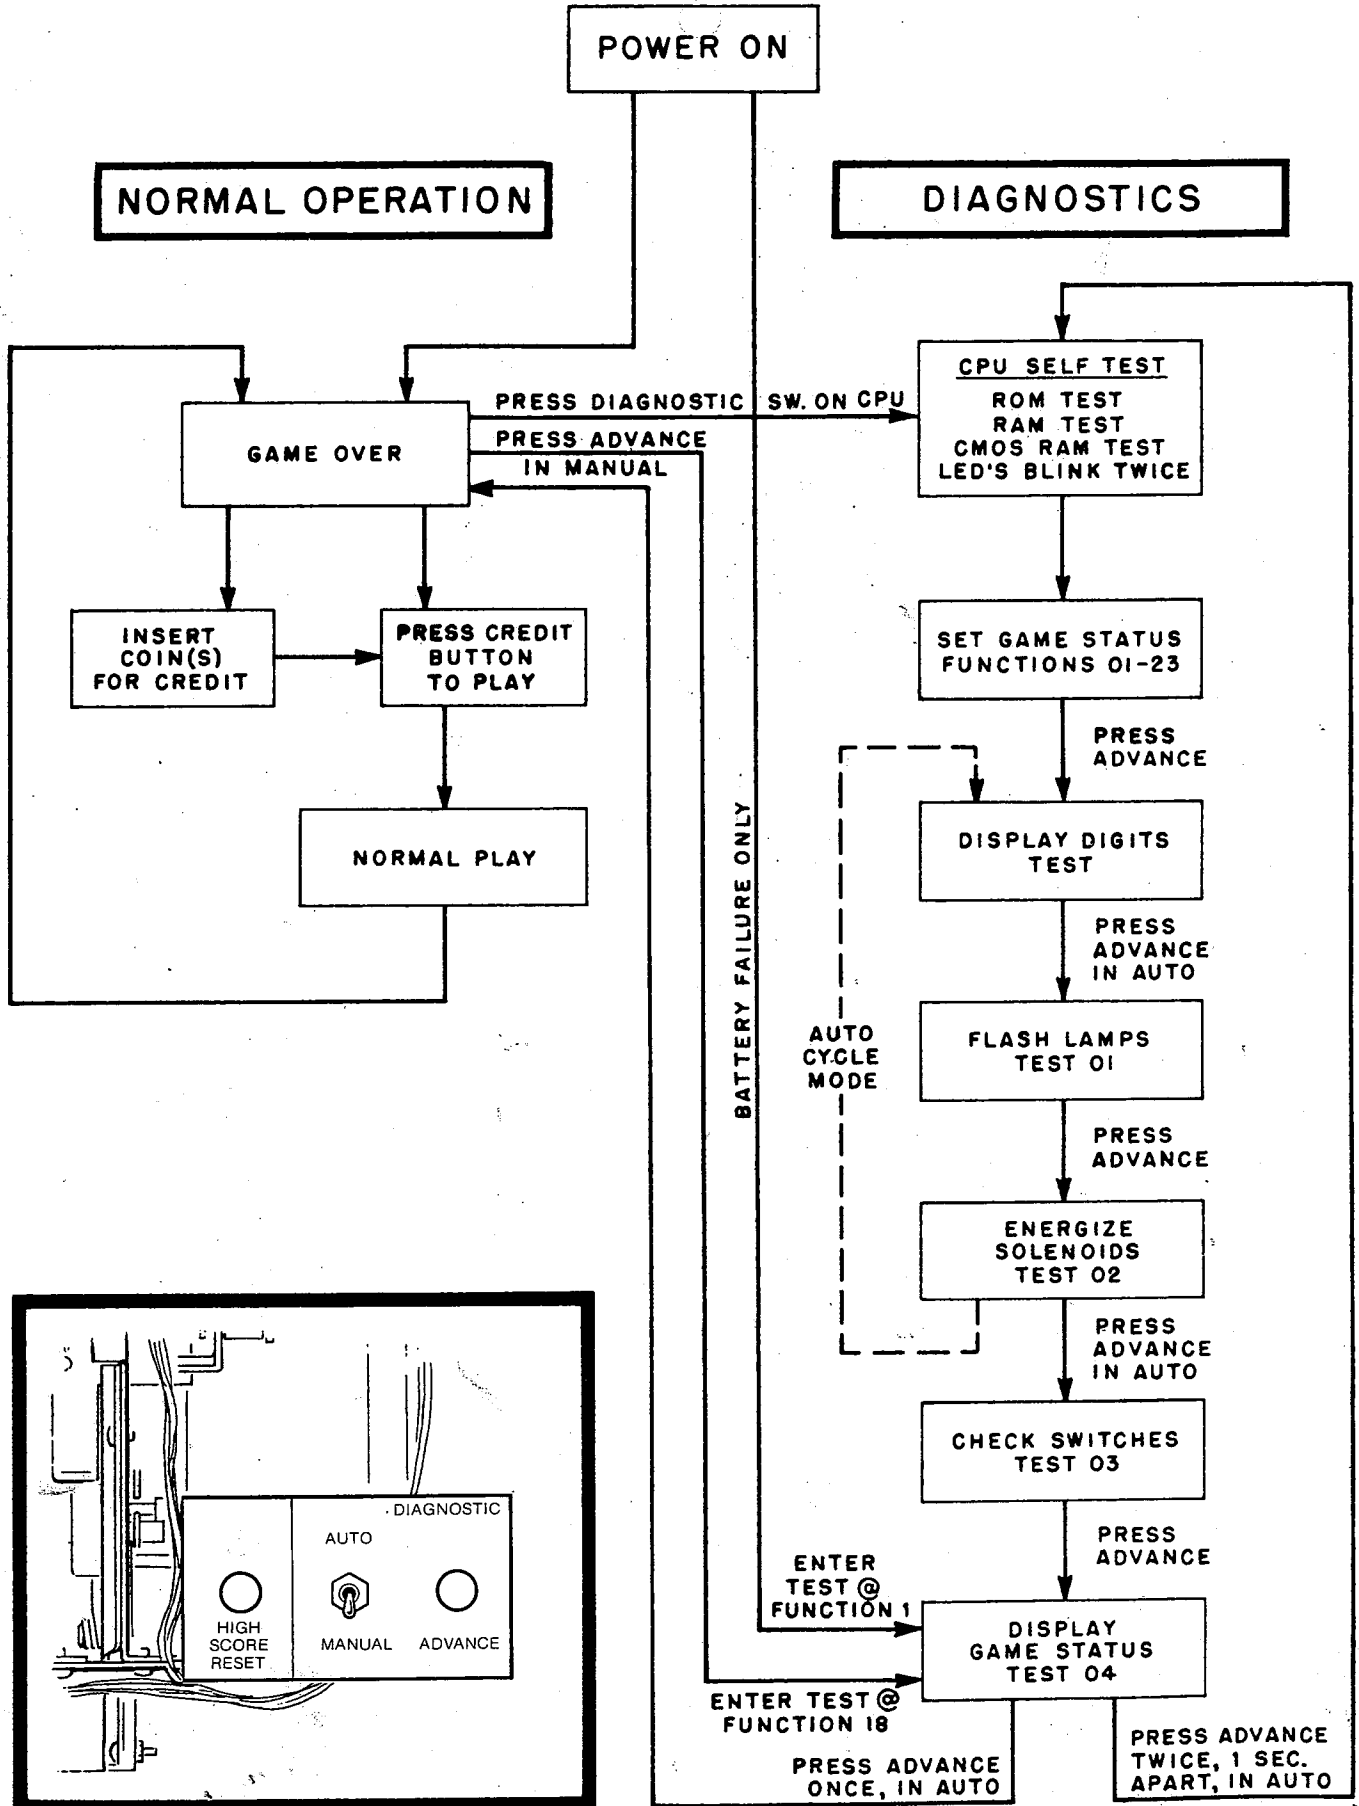 POWER ON
NORMAL OPERATION
DIAGNOSTICS
PRESS DIAGNOSTIC SW. ON CPU
PRESS ADVANCE
IN MANUAL
GAME OVER
INSERT
COIN(S)
FOR CREDIT
PRESS CREDIT
BUTTON
TO PLAY
NORMAL PLAY
CPU SELF TEST
ROM TEST
RAM TEST
CMOS RAM TEST
LED'S BLINK TWICE
SET GAME STATUS
FUNCTIONS 01-23
PRESS
ADVANCE
DISPLAY DIGITS
TEST
PRESS
ADVANCE
IN AUTO
FLASH LAMPS
TEST 01
AUTO
CYCLE
MODE
BATTERY FAILURE ONLY
PRESS
ADVANCE
ENERGIZE
SOLENOIDS
TEST 02
PRESS
ADVANCE
IN AUTO
CHECK SWITCHES
TEST 03
PRESS
ADVANCE
ENTER
TEST @
FUNCTION 1
DISPLAY
GAME STATUS
TEST 04
ENTER TEST @
FUNCTION 18
PRESS ADVANCE
ONCE, IN AUTO
PRESS ADVANCE
TWICE, 1 SEC.
APART, IN AUTO
DIAGNOSTIC
AUTO
HIGH
SCORE
RESET
MANUAL
ADVANCE